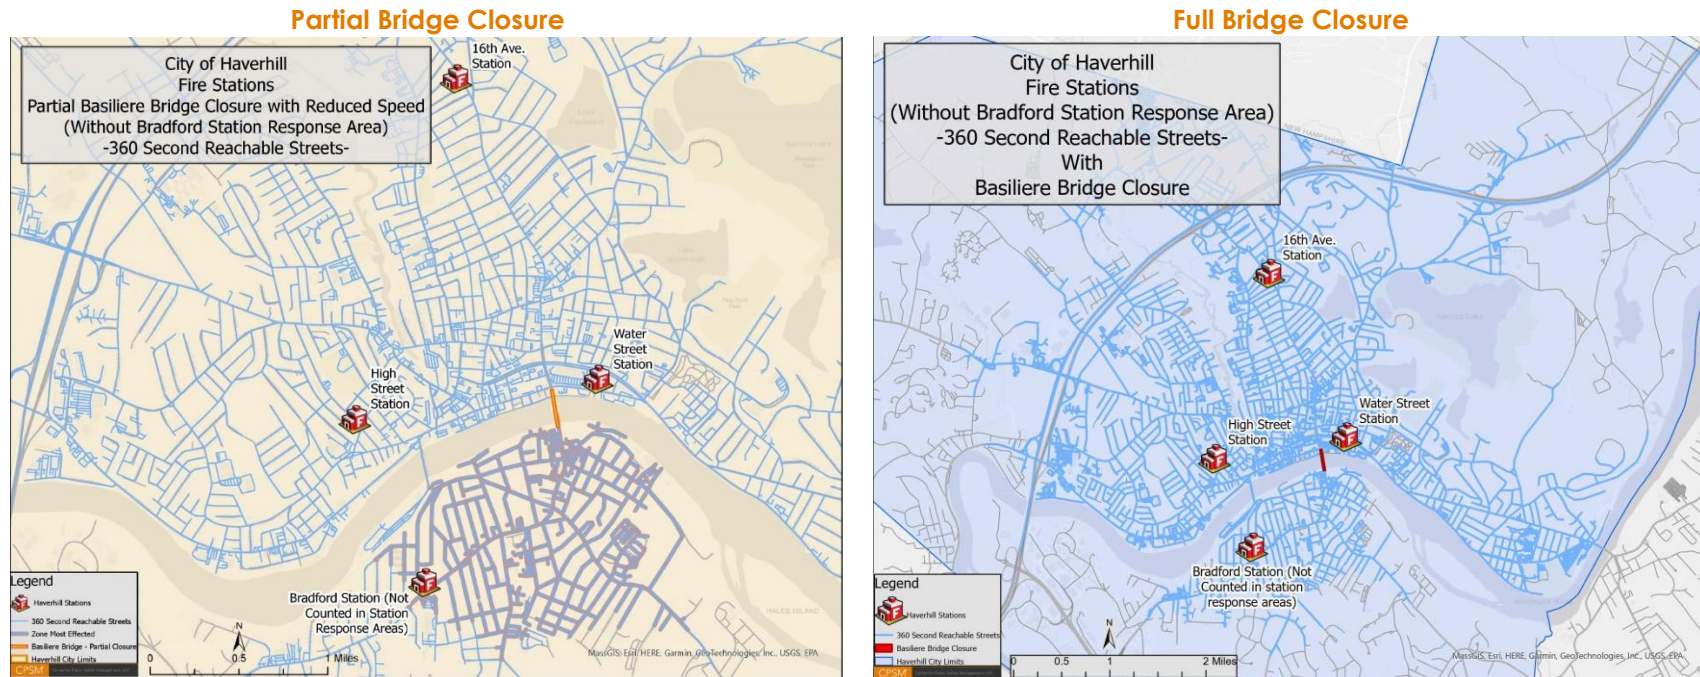 Partial Bridge Closure
City of Haverhill
Fire Stations
Partial Basiliere Bridge Closure with Reduced Speed
(Without Bradford Station Response Area)
-360 Second Reachable Streets-
16th Ave.
Station
Water
Street
Station
High
Street
Station
Bradford Station (Not
Counted in Station
Response Areas)
HALES ISLAND
Legend
Haverhill Stations
360 Second Reachable Streets
Zone Most Effected
Basiliere Bridge - Partial Closure
Haverhill City Limits
CPSM
N
0 0.5 1 Miles
MassGIS, Esri, HERE, Garmin, GeoTechnologies, Inc., USGS, EPA
Full Bridge Closure
City of Haverhill
Fire Stations
(Without Bradford Station Response Area)
-360 Second Reachable Streets-
With
Basiliere Bridge Closure
NEW HAMPSHIRE
16th Ave.
Station
Water Street
Station
High Street
Station
Bradford Station (Not
Counted in station
response areas)
Legend
Haverhill Stations
360 Second Reachable Streets
Basiliere Bridge Closure
Haverhill City Limits
CPSM
N
0 0.5 1 2 Miles
MassGIS, Esri, HERE, Garmin, GeoTechnologies, Inc., USGS, EPA